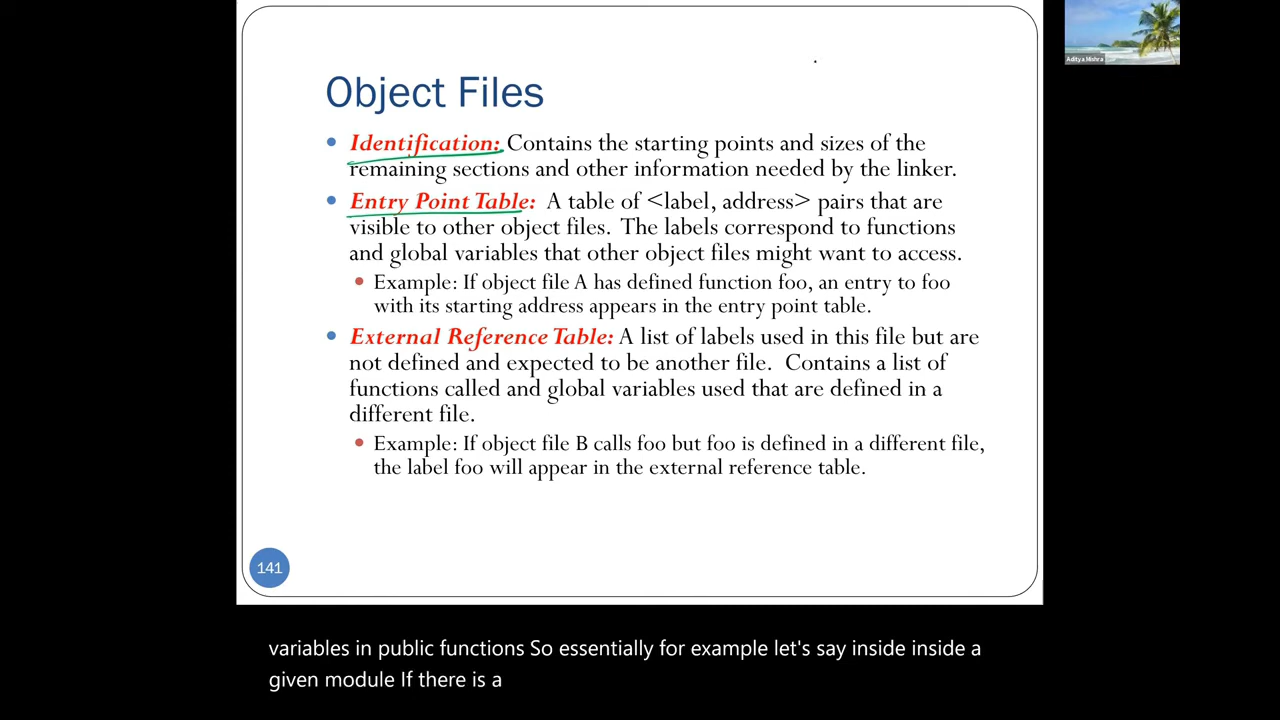 Aditya Mishra
Object Files
• Identification: Contains the starting points and sizes of the
remaining sections and other information needed by the linker.
• Entry Point Table: A table of <label, address> pairs that are
visible to other object files. The labels correspond to functions
and global variables that other object files might want to access.
• Example: If object file A has defined function foo, an entry to foo
with its starting address appears in the entry point table.
• External Reference Table: A list of labels used in this file but are
not defined and expected to be another file. Contains a list of
functions called and global variables used that are defined in a
different file.
• Example: If object file B calls foo but foo is defined in a different file,
the label foo will appear in the external reference table.
141
variables in public functions So essentially for example let's say inside inside a
given module If there is a